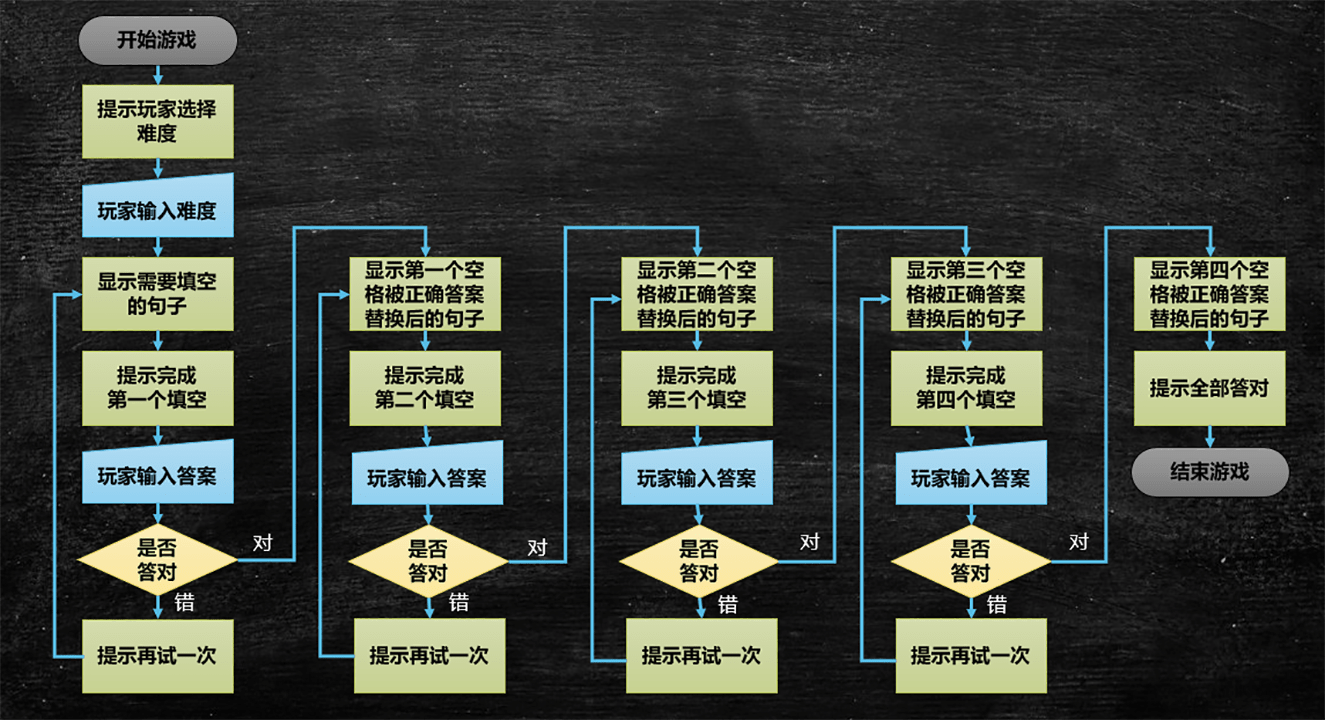 开始游戏
提示玩家选择
难度
玩家输入难度
显示需要填空
的句子
提示完成
第一个填空
玩家输入答案
是否
答对
对
错
提示再试一次
显示第一个空
格被正确答案
替换后的句子
提示完成
第二个填空
玩家输入答案
是否
答对
对
错
提示再试一次
显示第二个空
格被正确答案
替换后的句子
提示完成
第三个填空
玩家输入答案
是否
答对
对
错
提示再试一次
显示第三个空
格被正确答案
替换后的句子
提示完成
第四个填空
玩家输入答案
是否
答对
对
错
提示再试一次
显示第四个空
格被正确答案
替换后的句子
提示全部答对
结束游戏